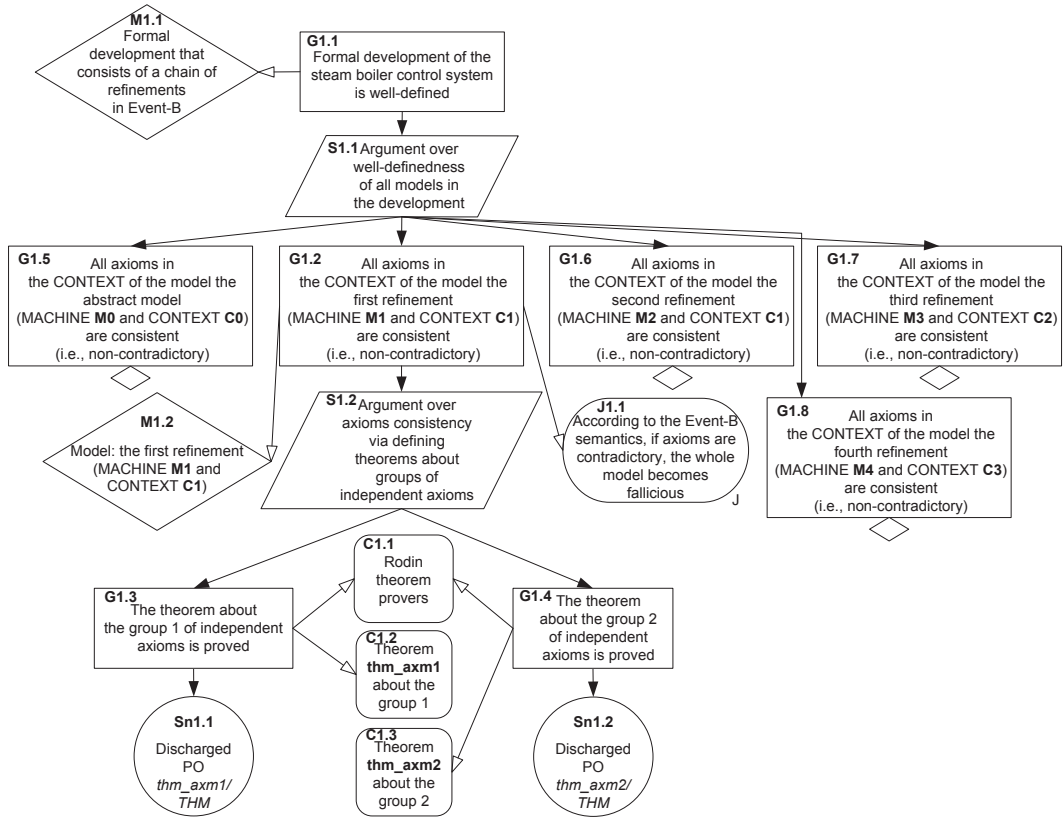 M1.1
Formal
development that
consists of a chain of
refinements
in Event-B
G1.1
Formal development of the
steam boiler control system
is well-defined
S1.1 Argument over
well-definedness
of all models in
the development
G1.5
All axioms in
the CONTEXT of the model the
abstract model
(MACHINE M0 and CONTEXT C0)
are consistent
(i.e., non-contradictory)
G1.2
All axioms in
the CONTEXT of the model the
first refinement
(MACHINE M1 and CONTEXT C1)
are consistent
(i.e., non-contradictory)
G1.6
All axioms in
the CONTEXT of the model the
second refinement
(MACHINE M2 and CONTEXT C1)
are consistent
(i.e., non-contradictory)
G1.7
All axioms in
the CONTEXT of the model the
third refinement
(MACHINE M3 and CONTEXT C2)
are consistent
(i.e., non-contradictory)
M1.2
Model: the first refinement
(MACHINE M1 and
CONTEXT C1)
S1.2
Argument over
axioms consistency
via defining
theorems about
groups of
independent axioms
J1.1
According to the Event-B
semantics, if axioms are
contradictory, the whole
model becomes
fallicious
J
G1.8
All axioms in
the CONTEXT of the model the
fourth refinement
(MACHINE M4 and CONTEXT C3)
are consistent
(i.e., non-contradictory)
G1.3
The theorem about
the group 1 of independent
axioms is proved
C1.1
Rodin
theorem
provers
G1.4
The theorem
about the group 2
of independent
axioms is proved
C1.2
Theorem
thm_axm1
about the
group 1
C1.3
Theorem
thm_axm2
about the
group 2
Sn1.1
Discharged
PO
thm_axm1/
THM
Sn1.2
Discharged
PO
thm_axm2/
THM